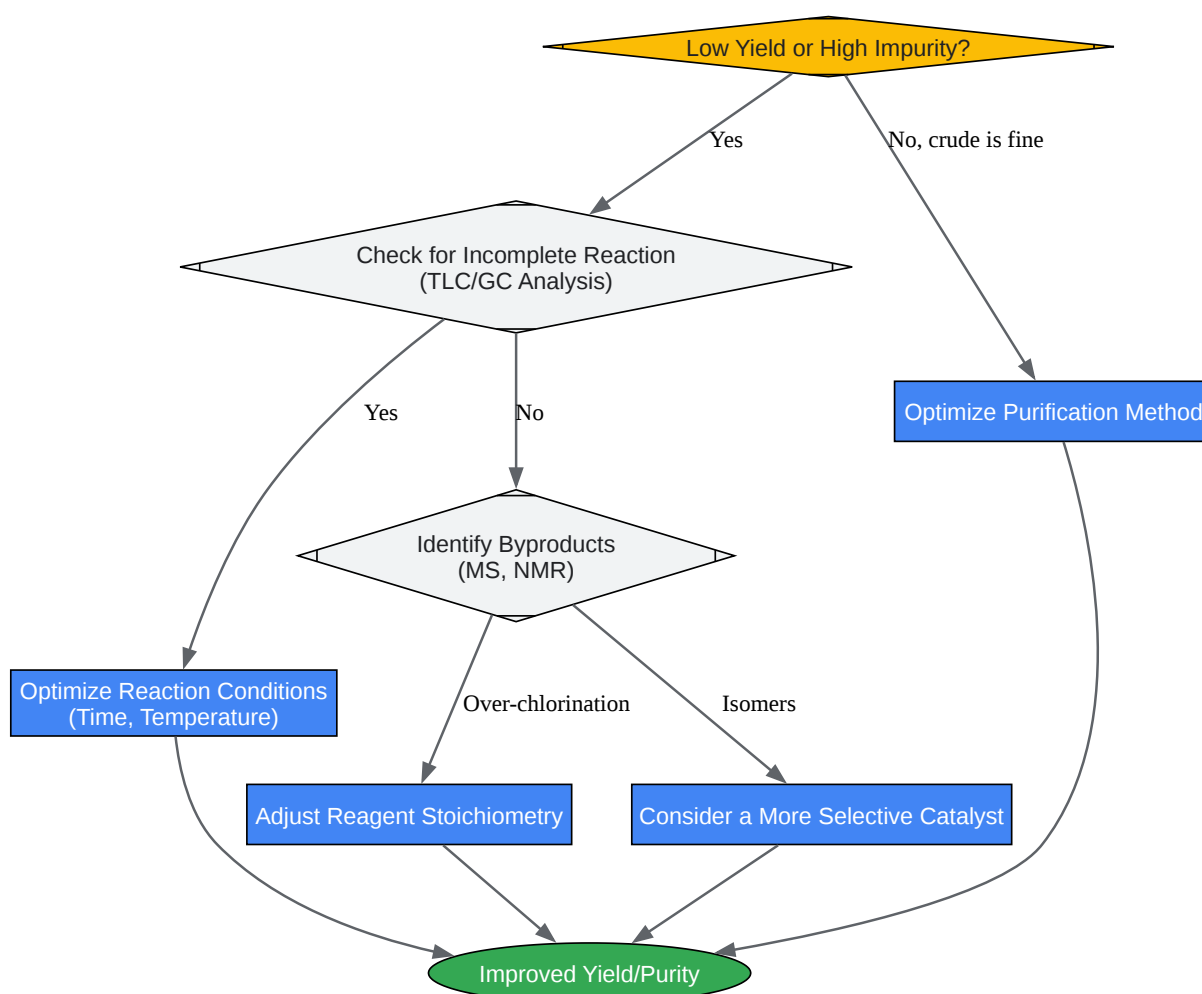 Low Yield or High Impurity?
Yes
No, crude is fine
Check for Incomplete Reaction
(TLC/GC Analysis)
Yes
No
Optimize Purification Method
Identify Byproducts
(MS, NMR)
Optimize Reaction Conditions
(Time, Temperature)
Over-chlorination
Isomers
Adjust Reagent Stoichiometry
Consider a More Selective Catalyst
Improved Yield/Purity